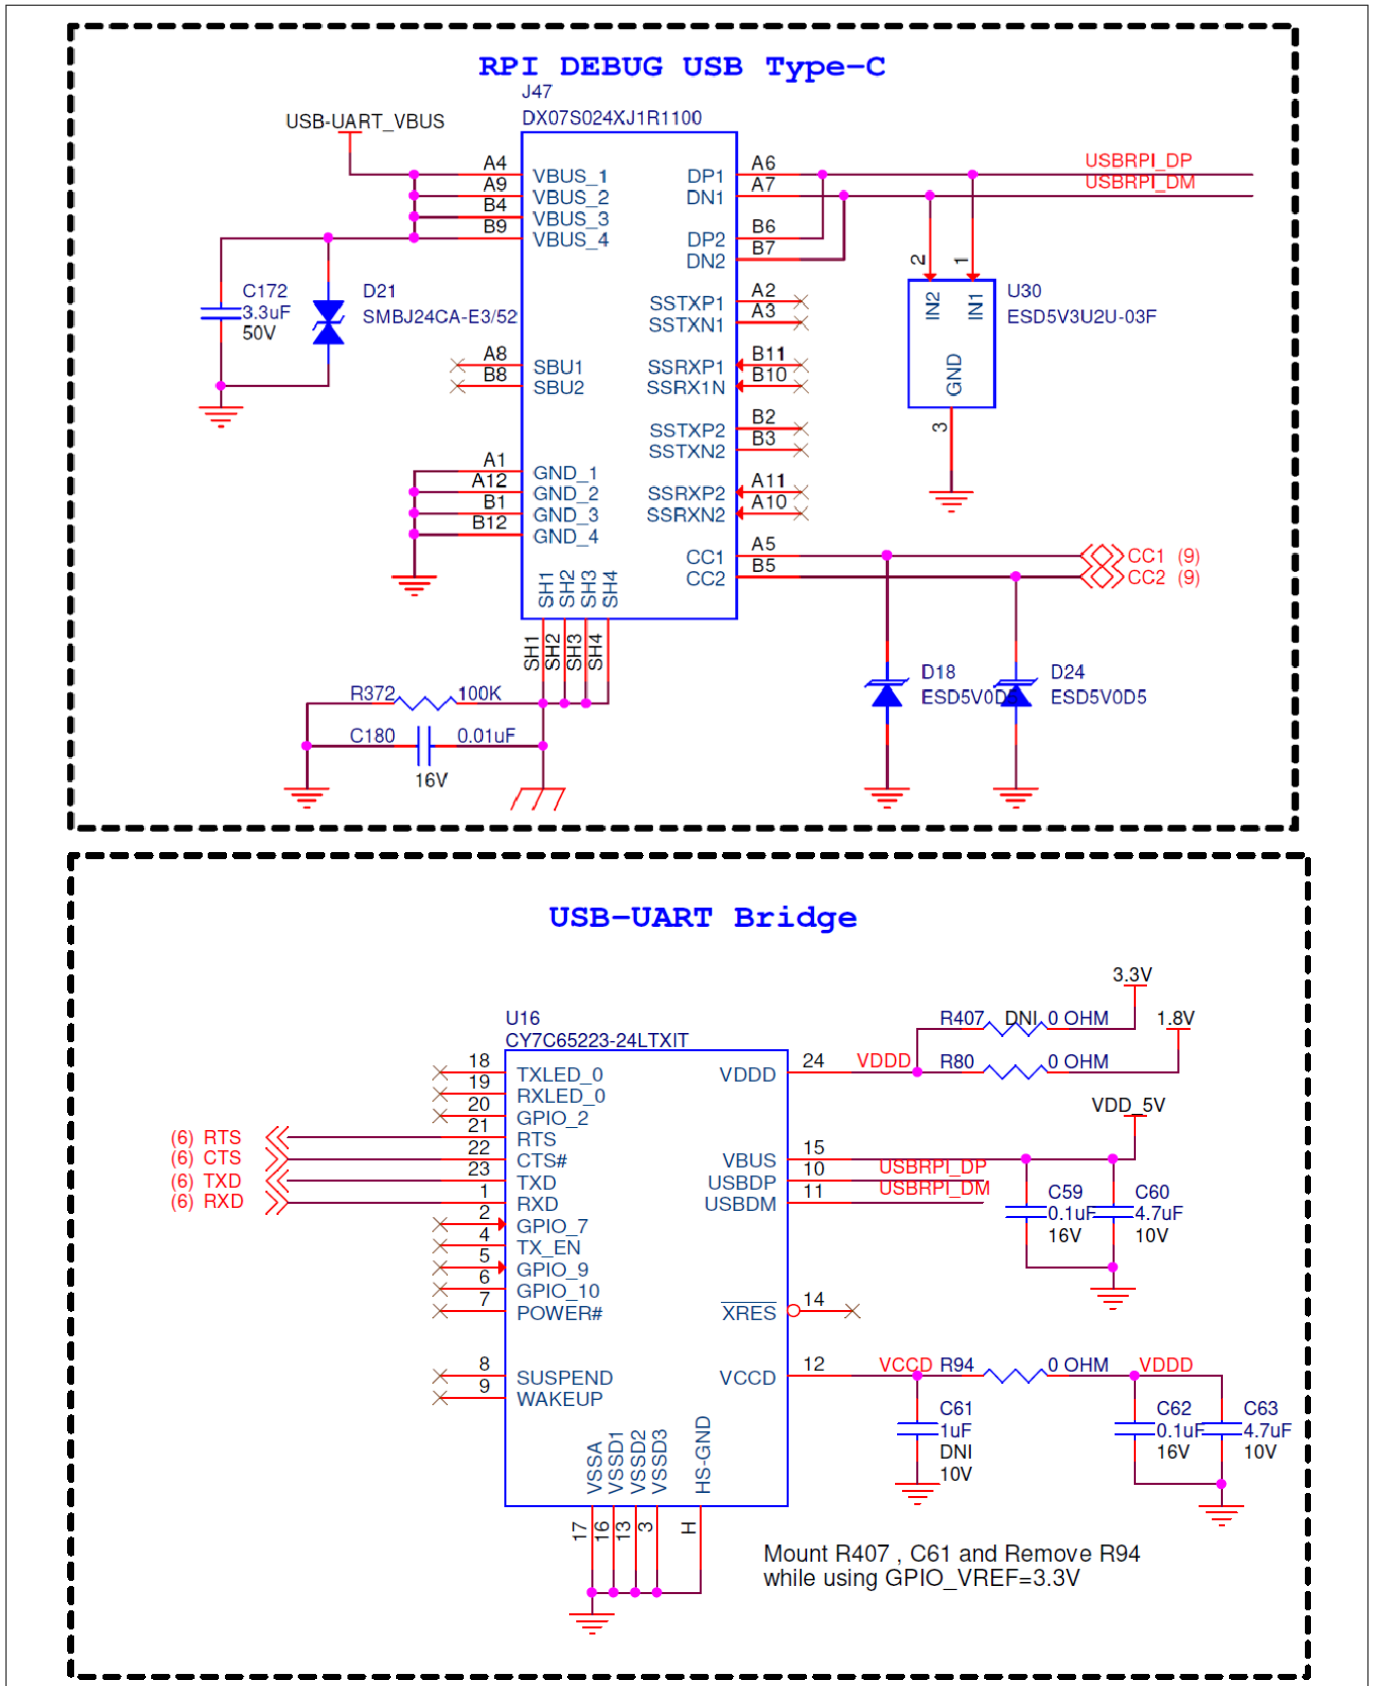 RPI DEBUG USB Type-C
J47
DX07S024XJ1R1100
USB-UART_VBUS
A4 VBUS_1
A9 VBUS_2
B4 VBUS_3
B9 VBUS_4
DP1 A6 USBRPI_DP
DN1 A7 USBRPI_DM
DP2 B6
DN2 B7
C172
3.3uF
50V
D21
SMBJ24CA-E3/52
SSTXP1 A2
SSTXN1 A3
2 1
IN2 IN1
GND
3
U30
ESD5V3U2U-03F
A8 SBU1
B8 SBU2
SSRXP1 B11
SSRX1N B10
SSTXP2 B2
SSTXN2 B3
A1 GND_1
A12 GND_2
B1 GND_3
B12 GND_4
SSRXP2 A11
SSRXN2 A10
CC1 A5 CC1 (9)
CC2 B5 CC2 (9)
SH1 SH2 SH3 SH4
SH1 SH2 SH3 SH4
R372 100K
C180 0.01uF
16V
D18
ESD5V0D5
D24
ESD5V0D5
USB-UART Bridge
U16
CY7C65223-24LTXIT
3.3V
R407 DNI 0 OHM
1.8V
VDDD R80 0 OHM
18 TXLED_0
19 RXLED_0
20 GPIO_2
(6) RTS 21 RTS
(6) CTS 22 CTS#
(6) TXD 23 TXD
(6) RXD 1 RXD
2 GPIO_7
4 TX_EN
5 GPIO_9
6 GPIO_10
7 POWER#
8 SUSPEND
9 WAKEUP
VDDD 24
VDD_5V
VBUS 15
USBDP 10 USBRPI_DP
USBDM 11 USBRPI_DM
C59
0.1uF
16V
C60
4.7uF
10V
XRES 14
VCCD 12 VCCD R94 0 OHM VDDD
C61
1uF
DNI
10V
C62
0.1uF
16V
C63
4.7uF
10V
VSSA VSSD1 VSSD2 VSSD3 HS-GND
17 16 13 3 H
Mount R407 , C61 and Remove R94
while using GPIO_VREF=3.3V